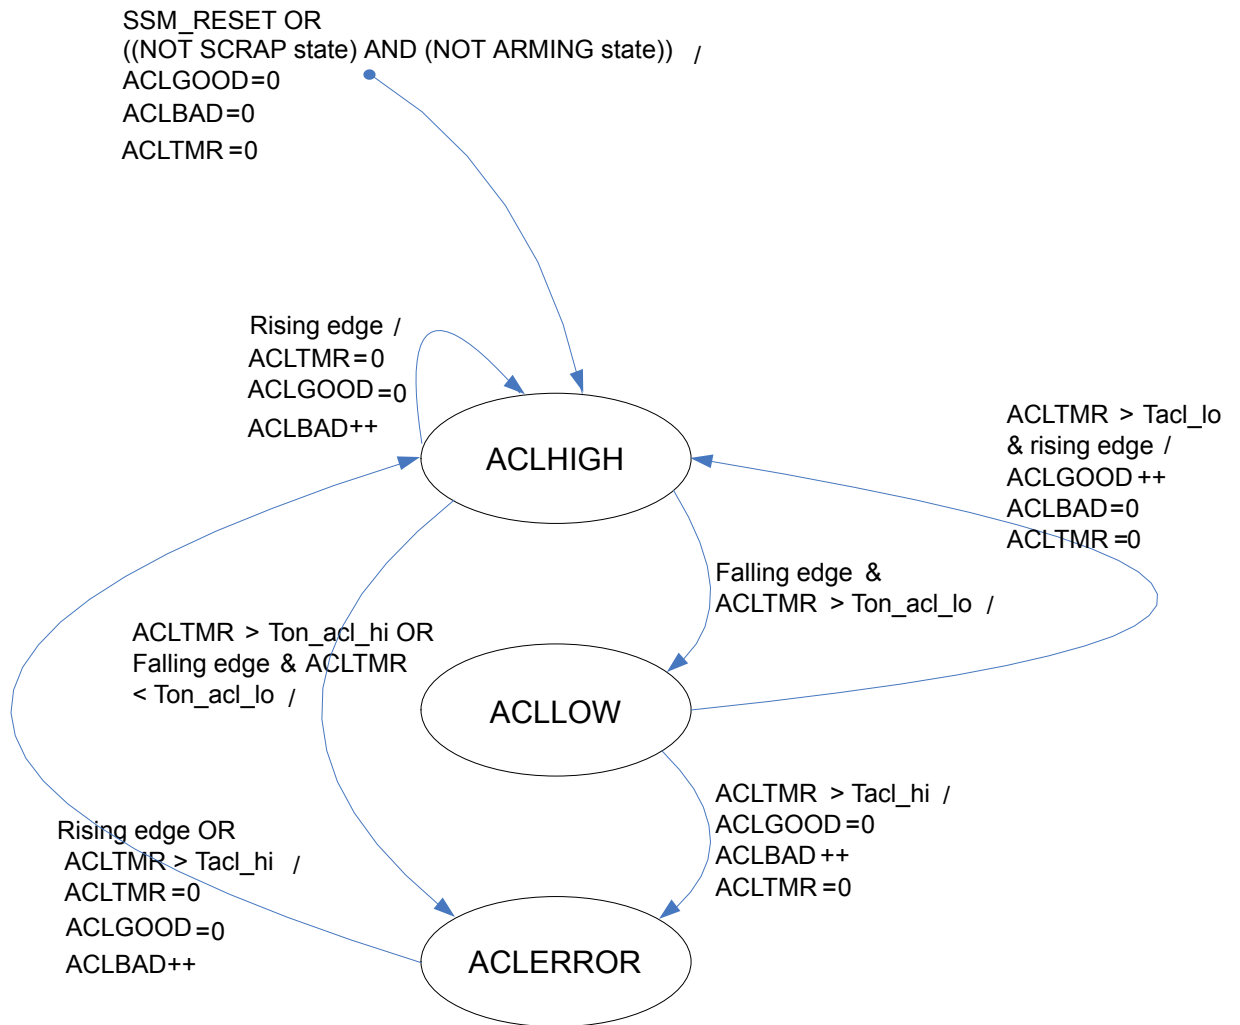 SSM_RESET OR
((NOT SCRAP state) AND (NOT ARMING state)) /
ACLGOOD=0
ACLBAD=0
ACLTMR=0
Rising edge /
ACLTMR=0
ACLGOOD=0
ACLBAD++
ACLHIGH
ACLTMR > Tacl_lo
& rising edge /
ACLGOOD++
ACLBAD=0
ACLTMR=0
Falling edge &
ACLTMR > Ton_acl_lo /
ACLTMR > Ton_acl_hi OR
Falling edge & ACLTMR
< Ton_acl_lo /
ACLLOW
ACLTMR > Tacl_hi /
ACLGOOD=0
ACLBAD++
ACLTMR=0
Rising edge OR
ACLTMR > Tacl_hi /
ACLTMR=0
ACLGOOD=0
ACLBAD++
ACLERROR